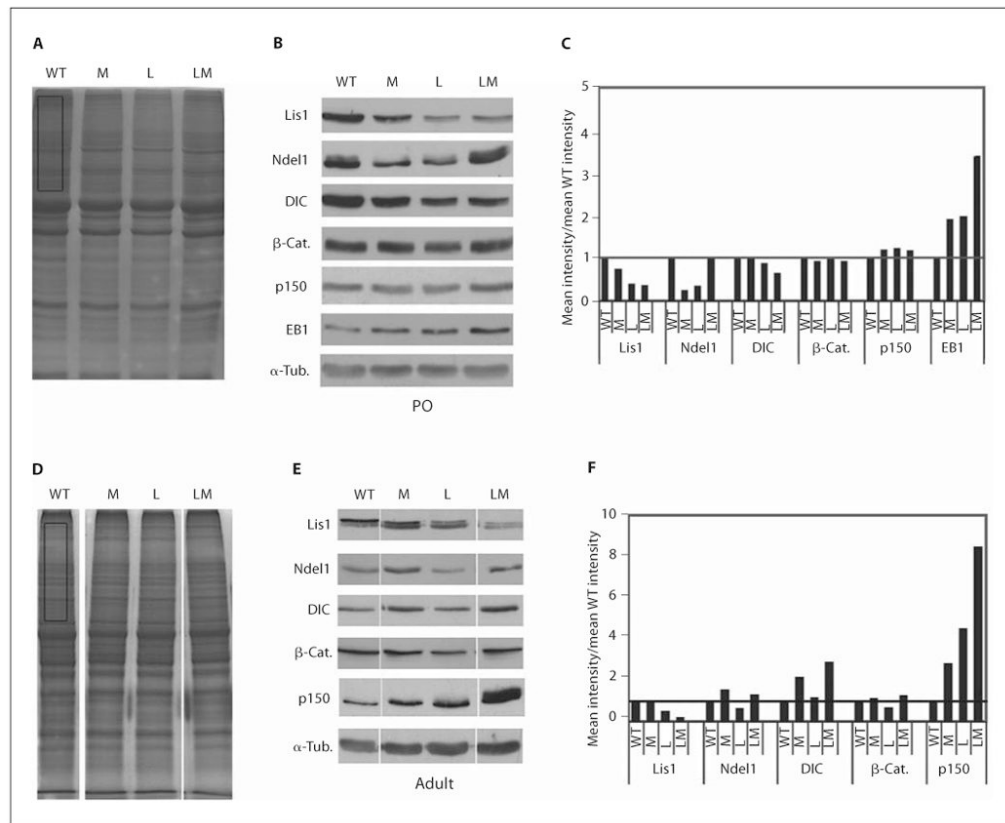 A
WT M L LM
B
WT M L LM
Lis1
Ndel1
DIC
β-Cat.
p150
EB1
α-Tub.
PO
C
Mean intensity/mean WT intensity
5
4
3
2
1
0
WT M L LM WT M L LM WT M L LM WT M L LM WT M L LM WT M L LM
Lis1 Ndel1 DIC β-Cat. p150 EB1
D
WT M L LM
E
WT M L LM
Lis1
Ndel1
DIC
β-Cat.
p150
α-Tub.
Adult
F
Mean intensity/mean WT intensity
10
8
6
4
2
0
WT M L LM WT M L LM WT M L LM WT M L LM WT M L LM
Lis1 Ndel1 DIC β-Cat. p150